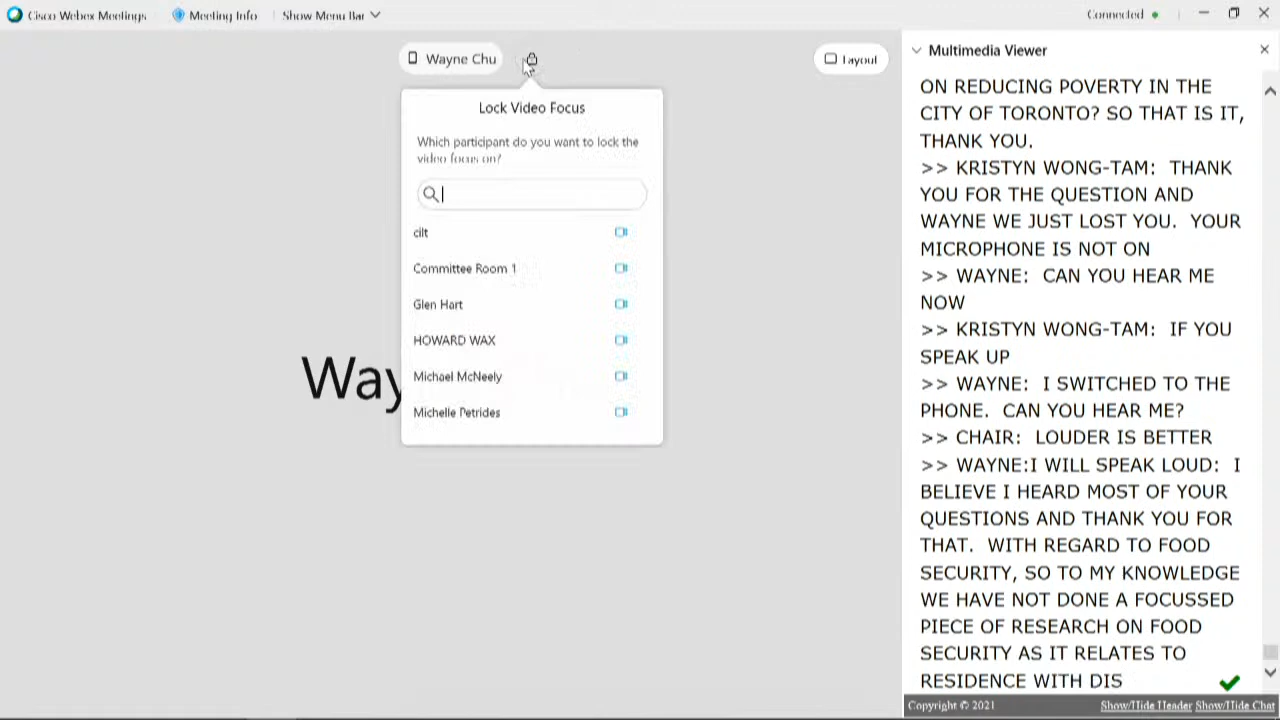 Cisco Webex Meetings Meeting Info Show Menu Bar Connected
Wayne Chu
Layout
Lock Video Focus
Which participant do you want to lock the
video focus on?
cilt
Committee Room 1
Glen Hart
HOWARD WAX
Michael McNeely
Michelle Petrides
Way
Multimedia Viewer
ON REDUCING POVERTY IN THE
CITY OF TORONTO? SO THAT IS IT,
THANK YOU.
>> KRISTYN WONG-TAM: THANK
YOU FOR THE QUESTION AND
WAYNE WE JUST LOST YOU. YOUR
MICROPHONE IS NOT ON
>> WAYNE: CAN YOU HEAR ME
NOW
>> KRISTYN WONG-TAM: IF YOU
SPEAK UP
>> WAYNE: I SWITCHED TO THE
PHONE. CAN YOU HEAR ME?
>> CHAIR: LOUDER IS BETTER
>> WAYNE:I WILL SPEAK LOUD: I
BELIEVE I HEARD MOST OF YOUR
QUESTIONS AND THANK YOU FOR
THAT. WITH REGARD TO FOOD
SECURITY, SO TO MY KNOWLEDGE
WE HAVE NOT DONE A FOCUSSED
PIECE OF RESEARCH ON FOOD
SECURITY AS IT RELATES TO
RESIDENCE WITH DIS
Copyright © 2021 Show/Hide Header Show/Hide Chat